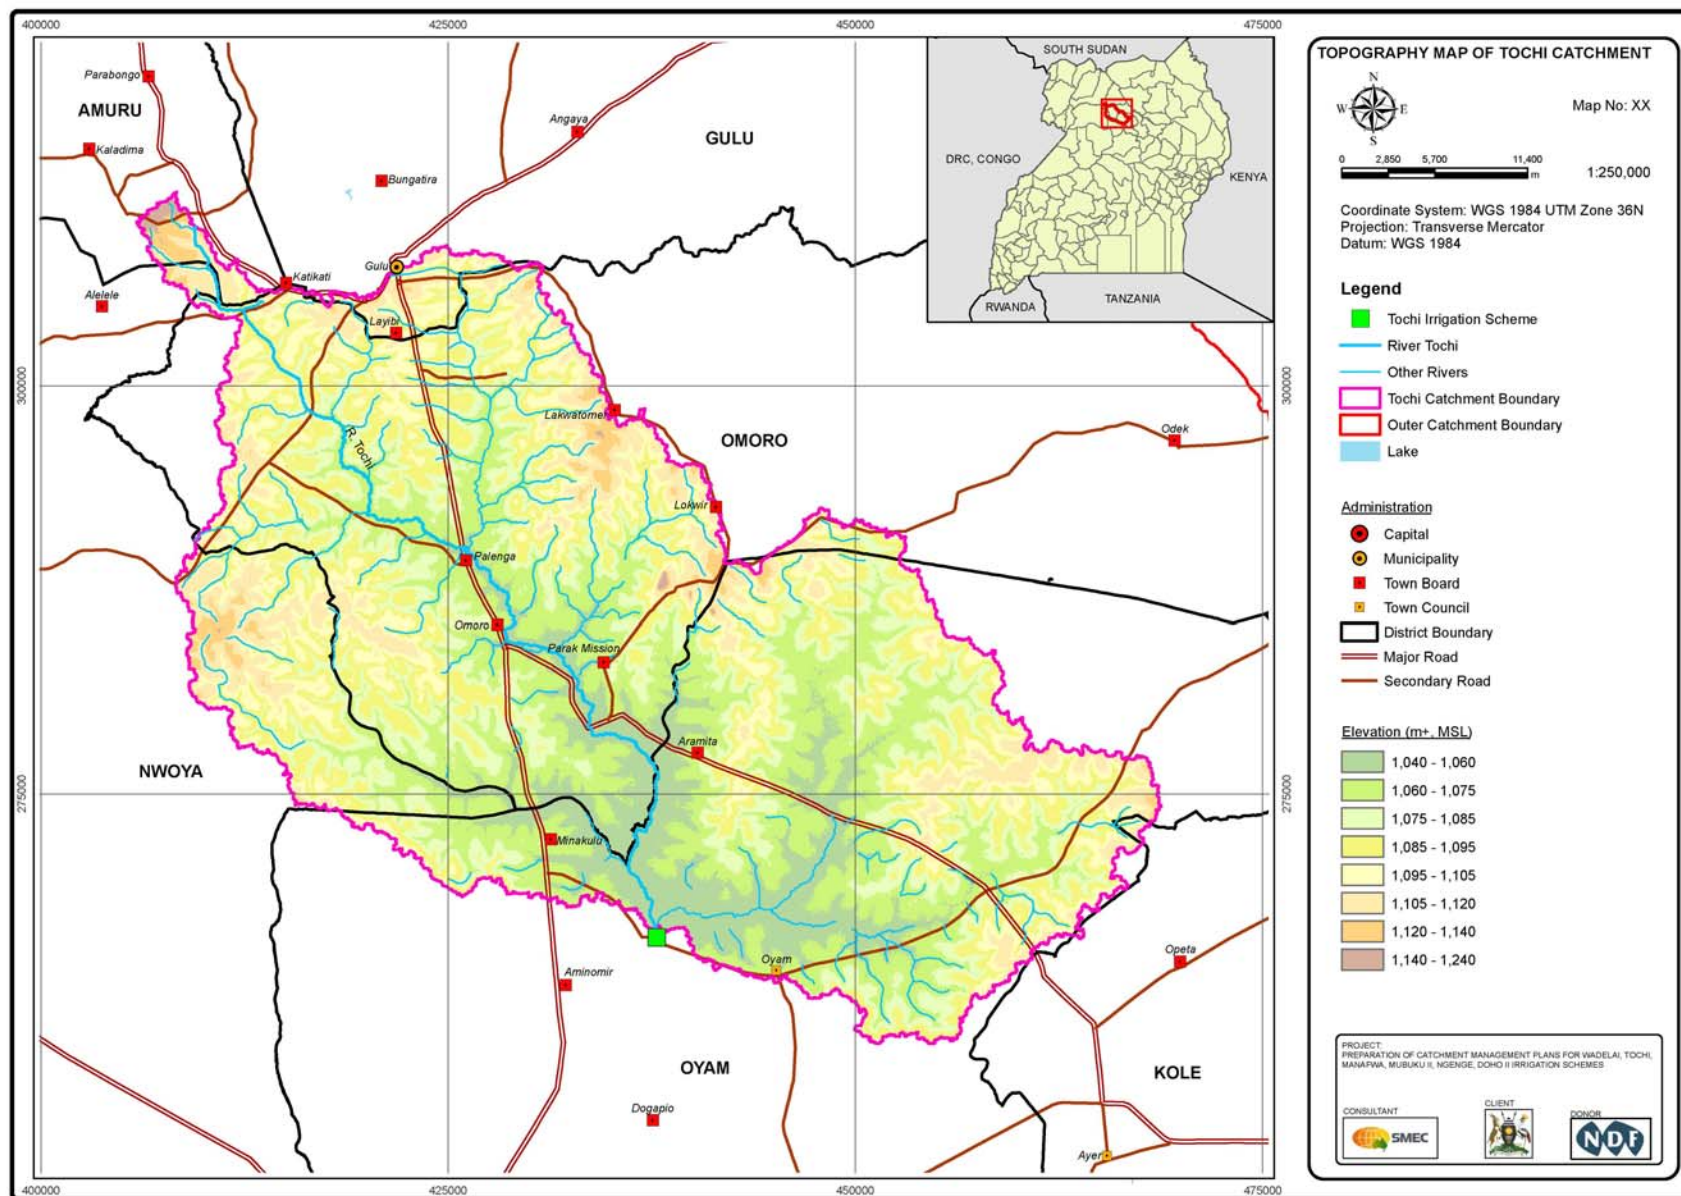 400000
425000
450000
475000
Parabongo
AMURU
Kaladima
Angaya
GULU
Bungatira
SOUTH SUDAN
DRC, CONGO
KENYA
RWANDA
TANZANIA
Gulu
Katikati
Alelele
Layibi
300000
300000
Lakwatomer
OMORO
Odek
R. Tochi
Lokwir
Palenga
Omoro
Parak Mission
NWOYA
Aramita
275000
275000
Minakulu
Oyam
Opeta
Aminomir
OYAM
KOLE
Dogapio
Ayer
400000
425000
450000
475000
TOPOGRAPHY MAP OF TOCHI CATCHMENT
N
W E
S
Map No: XX
0 2,850 5,700 11,400
m
1:250,000
Coordinate System: WGS 1984 UTM Zone 36N
Projection: Transverse Mercator
Datum: WGS 1984
Legend
Tochi Irrigation Scheme
River Tochi
Other Rivers
Tochi Catchment Boundary
Outer Catchment Boundary
Lake
Administration
Capital
Municipality
Town Board
Town Council
District Boundary
Major Road
Secondary Road
Elevation (m+, MSL)
1,040 - 1,060
1,060 - 1,075
1,075 - 1,085
1,085 - 1,095
1,095 - 1,105
1,105 - 1,120
1,120 - 1,140
1,140 - 1,240
PROJECT:
PREPARATION OF CATCHMENT MANAGEMENT PLANS FOR WADELAI, TOCHI,
MANAFWA, MUBUKU II, NGENGE, DOHO II IRRIGATION SCHEMES
CONSULTANT
CLIENT
DONOR
SMEC
NDF